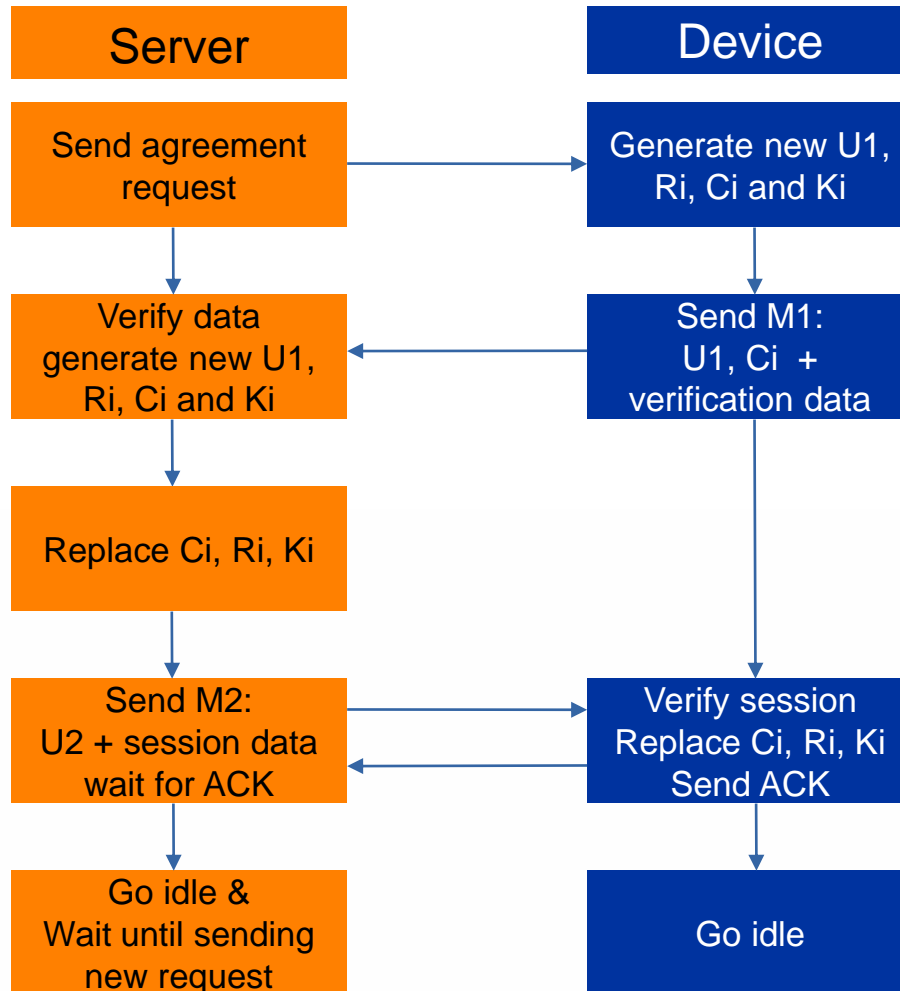 Server
Device
Send agreement
request
Generate new U1,
Ri, Ci and Ki
Verify data
generate new U1,
Ri, Ci and Ki
Send M1:
U1, Ci +
verification data
Replace Ci, Ri, Ki
Send M2:
U2 + session data
wait for ACK
Verify session
Replace Ci, Ri, Ki
Send ACK
Go idle &
Wait until sending
new request
Go idle